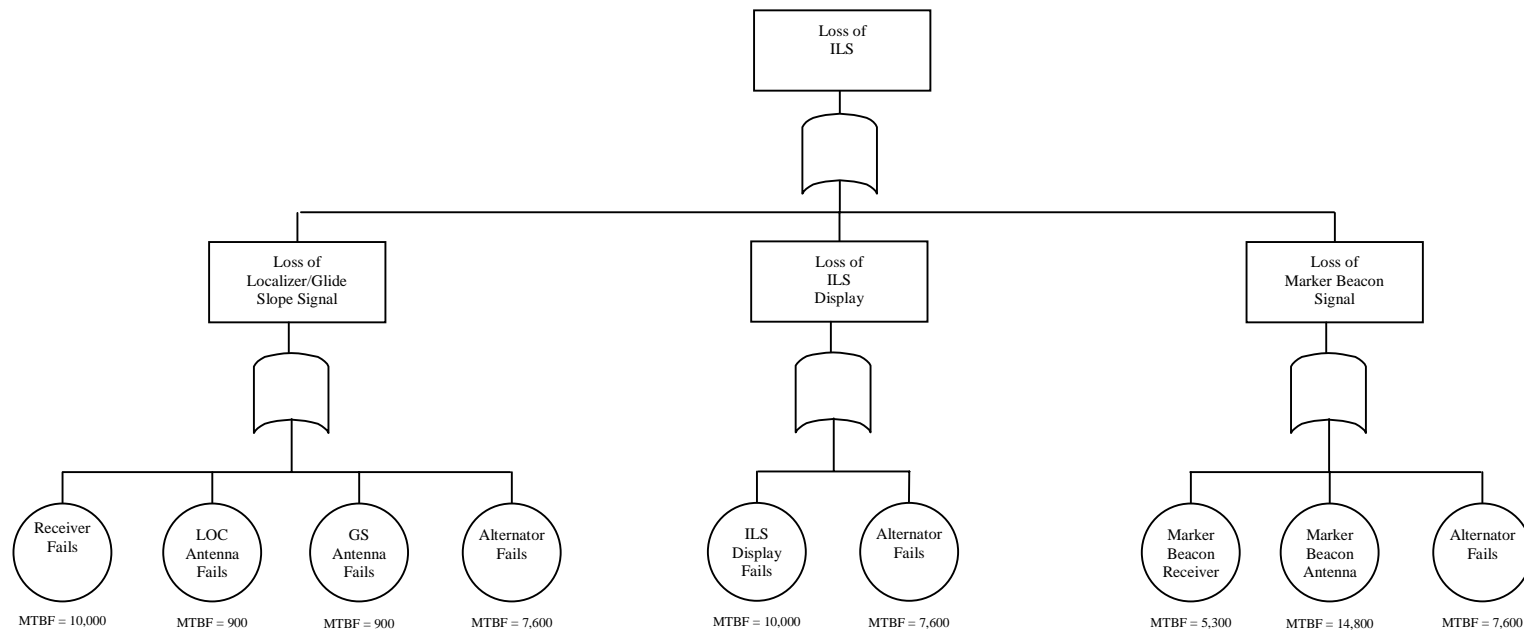 Loss of
ILS
Loss of
Localizer/Glide
Slope Signal
Loss of
ILS
Display
Loss of
Marker Beacon
Signal
Receiver
Fails
LOC
Antenna
Fails
GS
Antenna
Fails
Alternator
Fails
ILS
Display
Fails
Alternator
Fails
Marker
Beacon
Receiver
Marker
Beacon
Antenna
Alternator
Fails
MTBF = 10,000
MTBF = 900
MTBF = 900
MTBF = 7,600
MTBF = 10,000
MTBF = 7,600
MTBF = 5,300
MTBF = 14,800
MTBF = 7,600